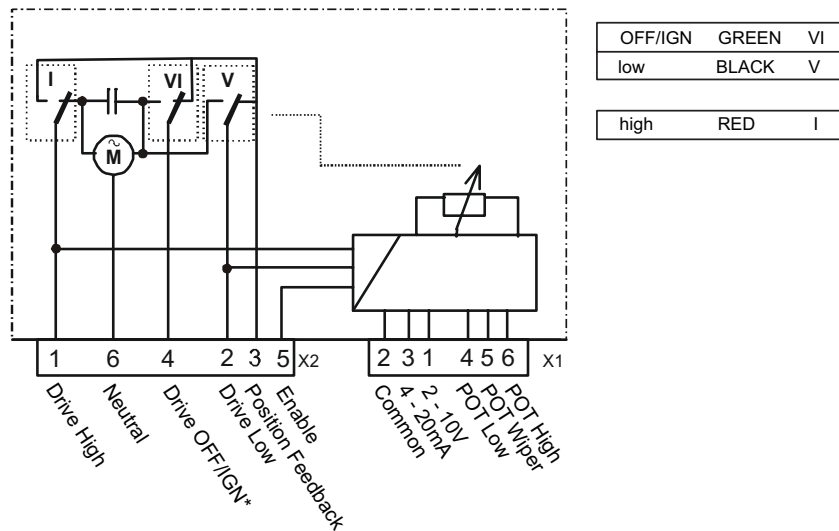 OFF/IGN GREEN VI
low BLACK V
high RED I
I VI V
~
M
1 6 4 2 3 5 X2
2 3 1 4 5 6 X1
Drive High
Neutral
Drive OFF/IGN*
Drive Low
Position Feedback
Enable
Common
4 - 20mA
2 - 10V
POT Low
POT Wiper
POT High